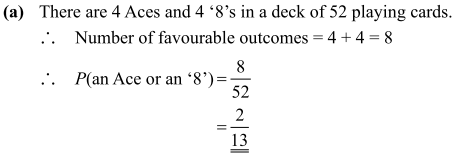 (a) There are 4 Aces and 4 ‘8’s in a deck of 52 playing cards.
∴ Number of favourable outcomes = 4 + 4 = 8
∴ P(an Ace or an ‘8’) = 8/52
= 2/13